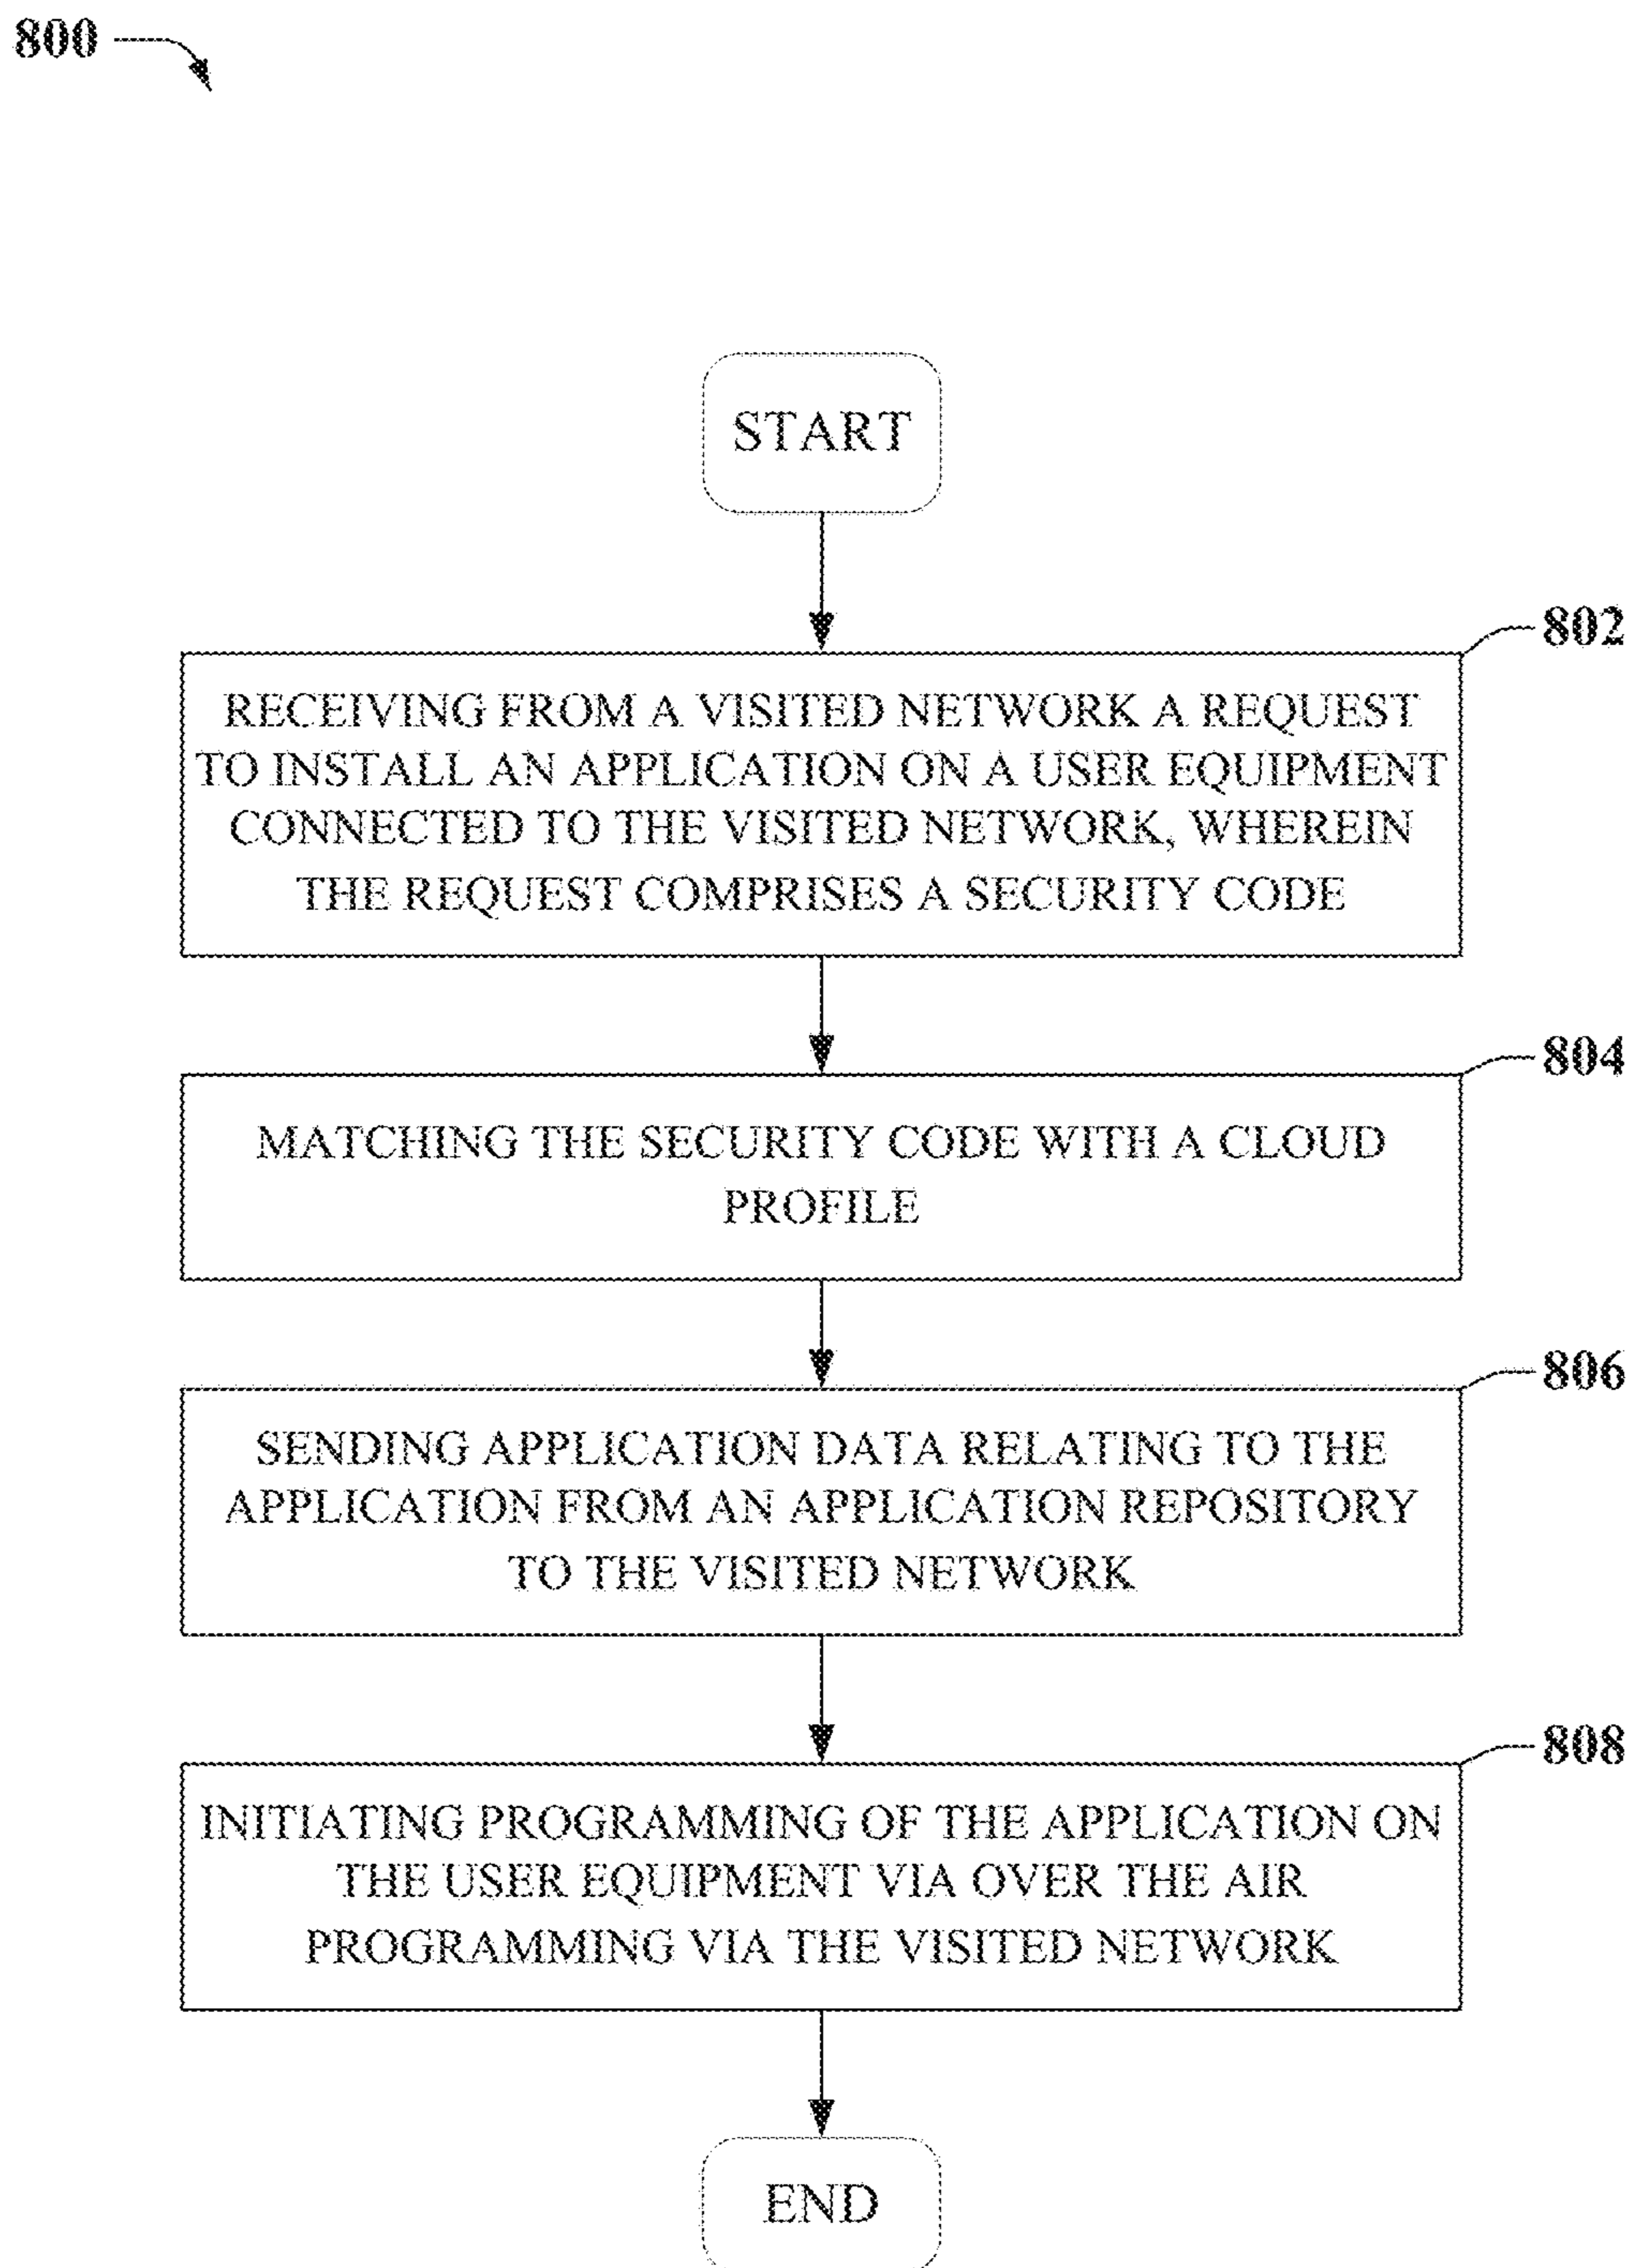 800
START
802
RECEIVING FROM A VISITED NETWORK A REQUEST
TO INSTALL AN APPLICATION ON A USER EQUIPMENT
CONNECTED TO THE VISITED NETWORK, WHEREIN
THE REQUEST COMPRISES A SECURITY CODE
804
MATCHING THE SECURITY CODE WITH A CLOUD
PROFILE
806
SENDING APPLICATION DATA RELATING TO THE
APPLICATION FROM AN APPLICATION REPOSITORY
TO THE VISITED NETWORK
808
INITIATING PROGRAMMING OF THE APPLICATION ON
THE USER EQUIPMENT VIA OVER THE AIR
PROGRAMMING VIA THE VISITED NETWORK
END